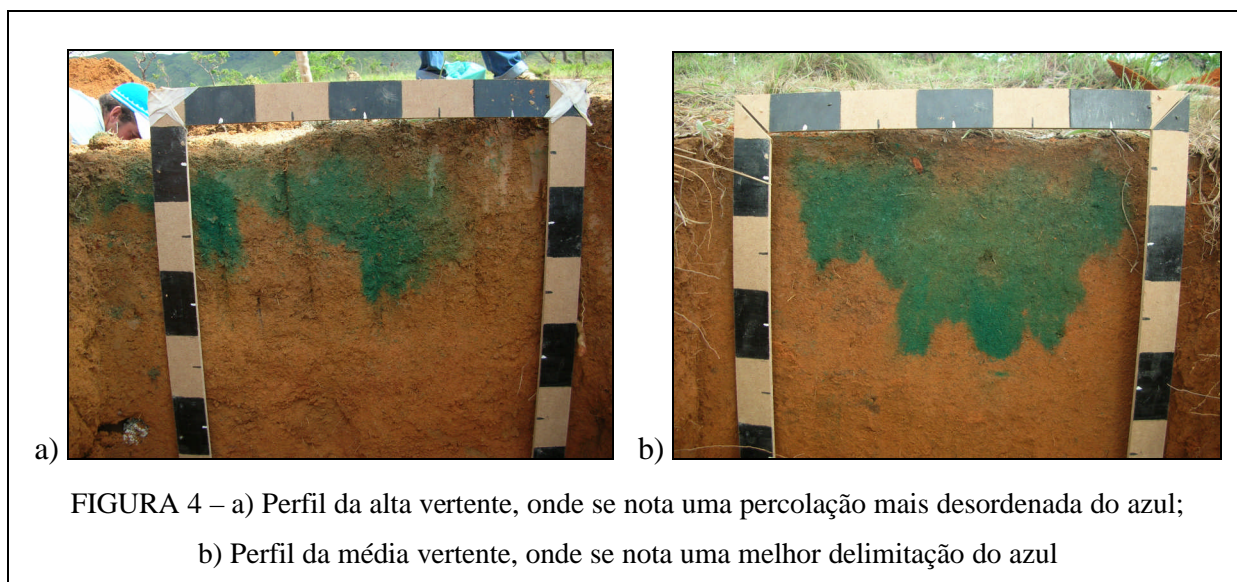 a)
b)
FIGURA 4 – a) Perfil da alta vertente, onde se nota uma percolação mais desordenada do azul;
b) Perfil da média vertente, onde se nota uma melhor delimitação do azul